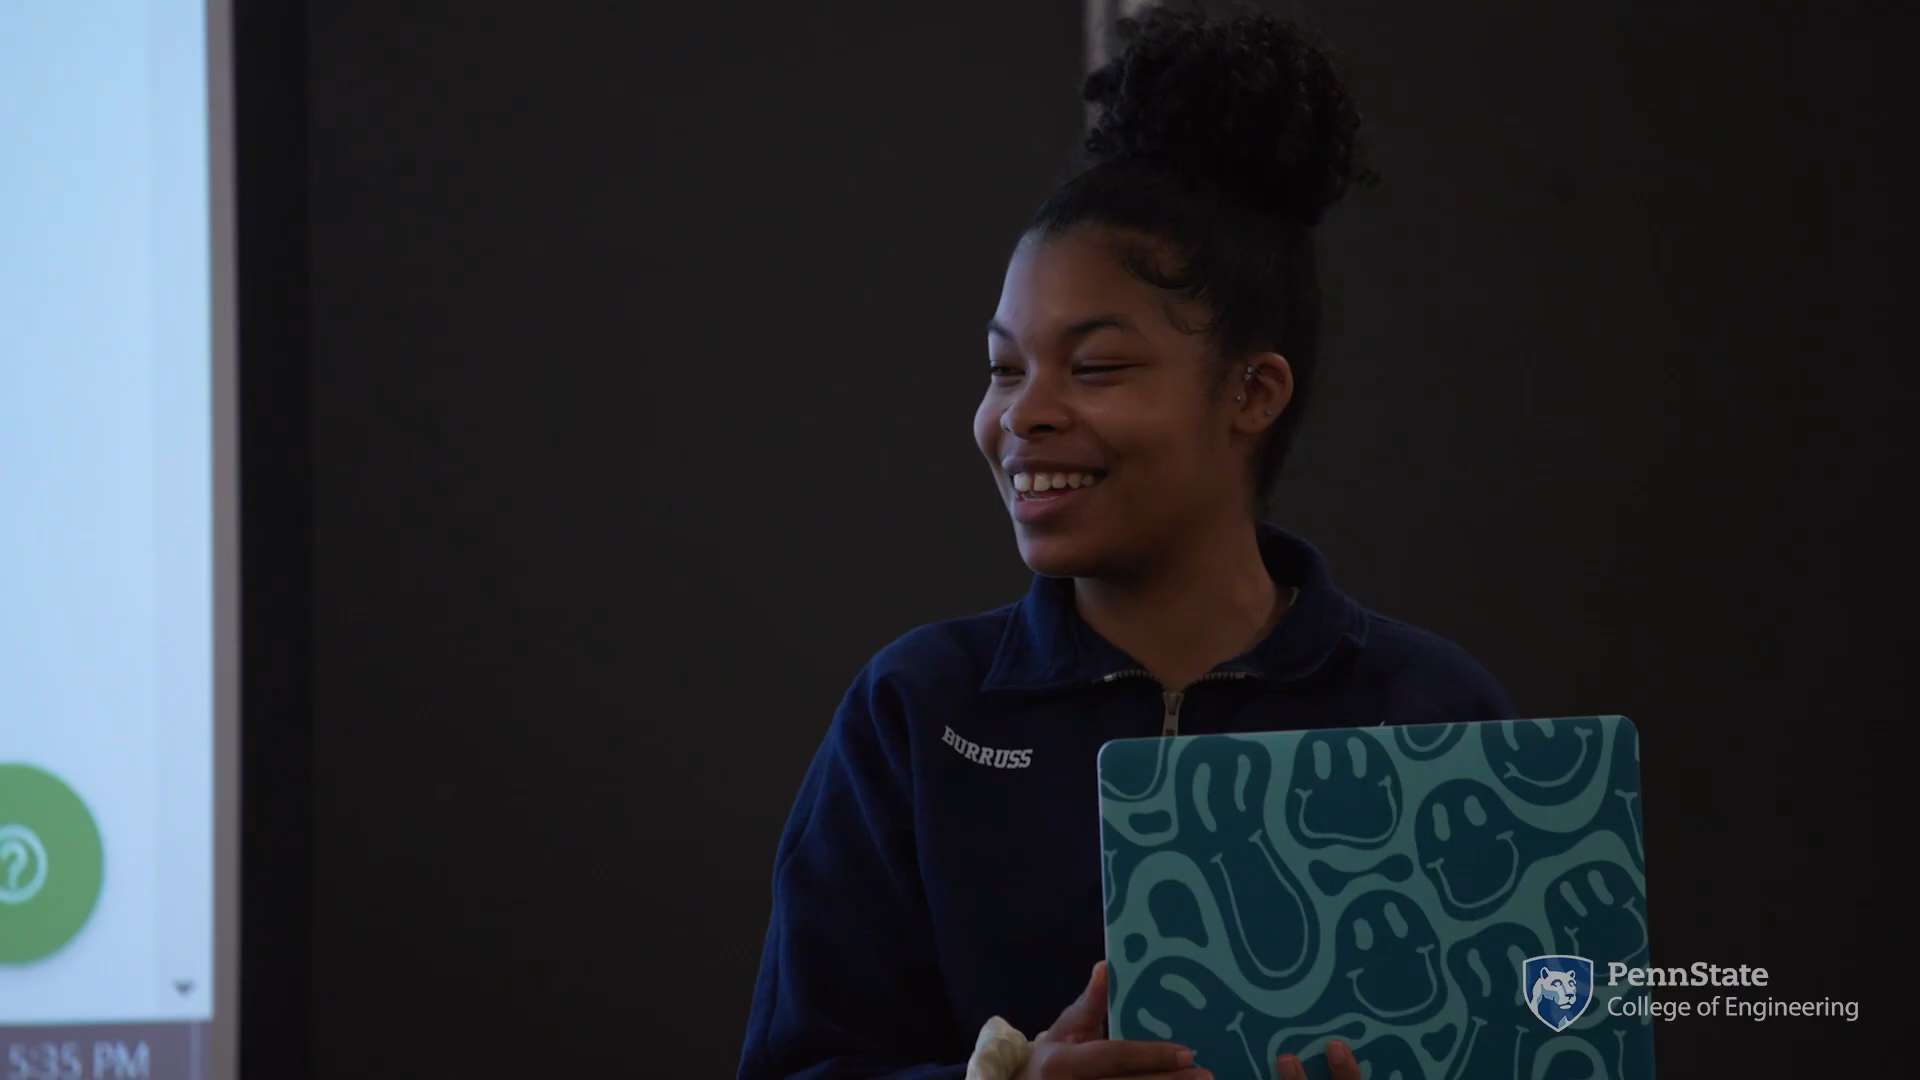 ?
5:35 PM
BURRUSS
PennState
College of Engineering